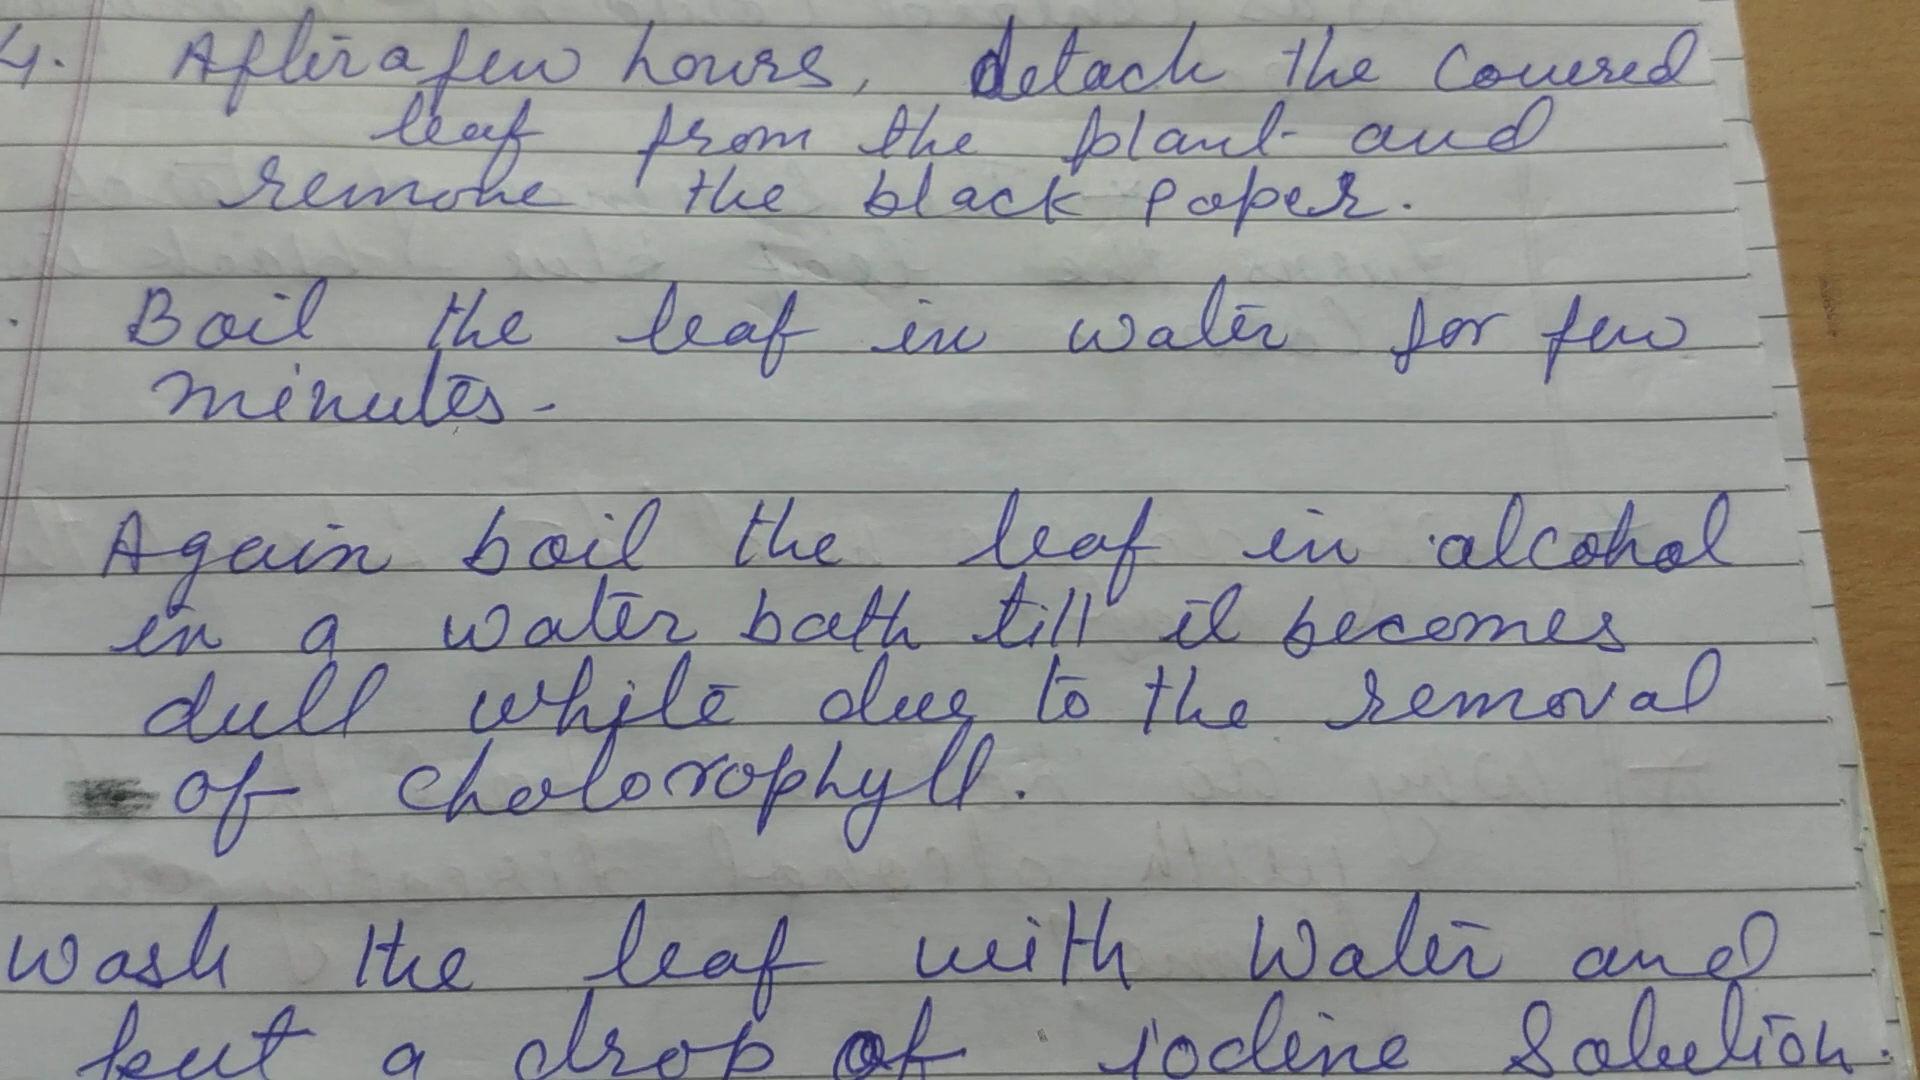 4. After a few hours, detach the covered
leaf from the plant and
remove the black paper.
. Boil the leaf in water for few
minutes.
Again boil the leaf in alcohol
in a water bath till it becomes
dull white due to the removal
of cholorophyll.
Wash the leaf with water and
put a drop of iodine solution.